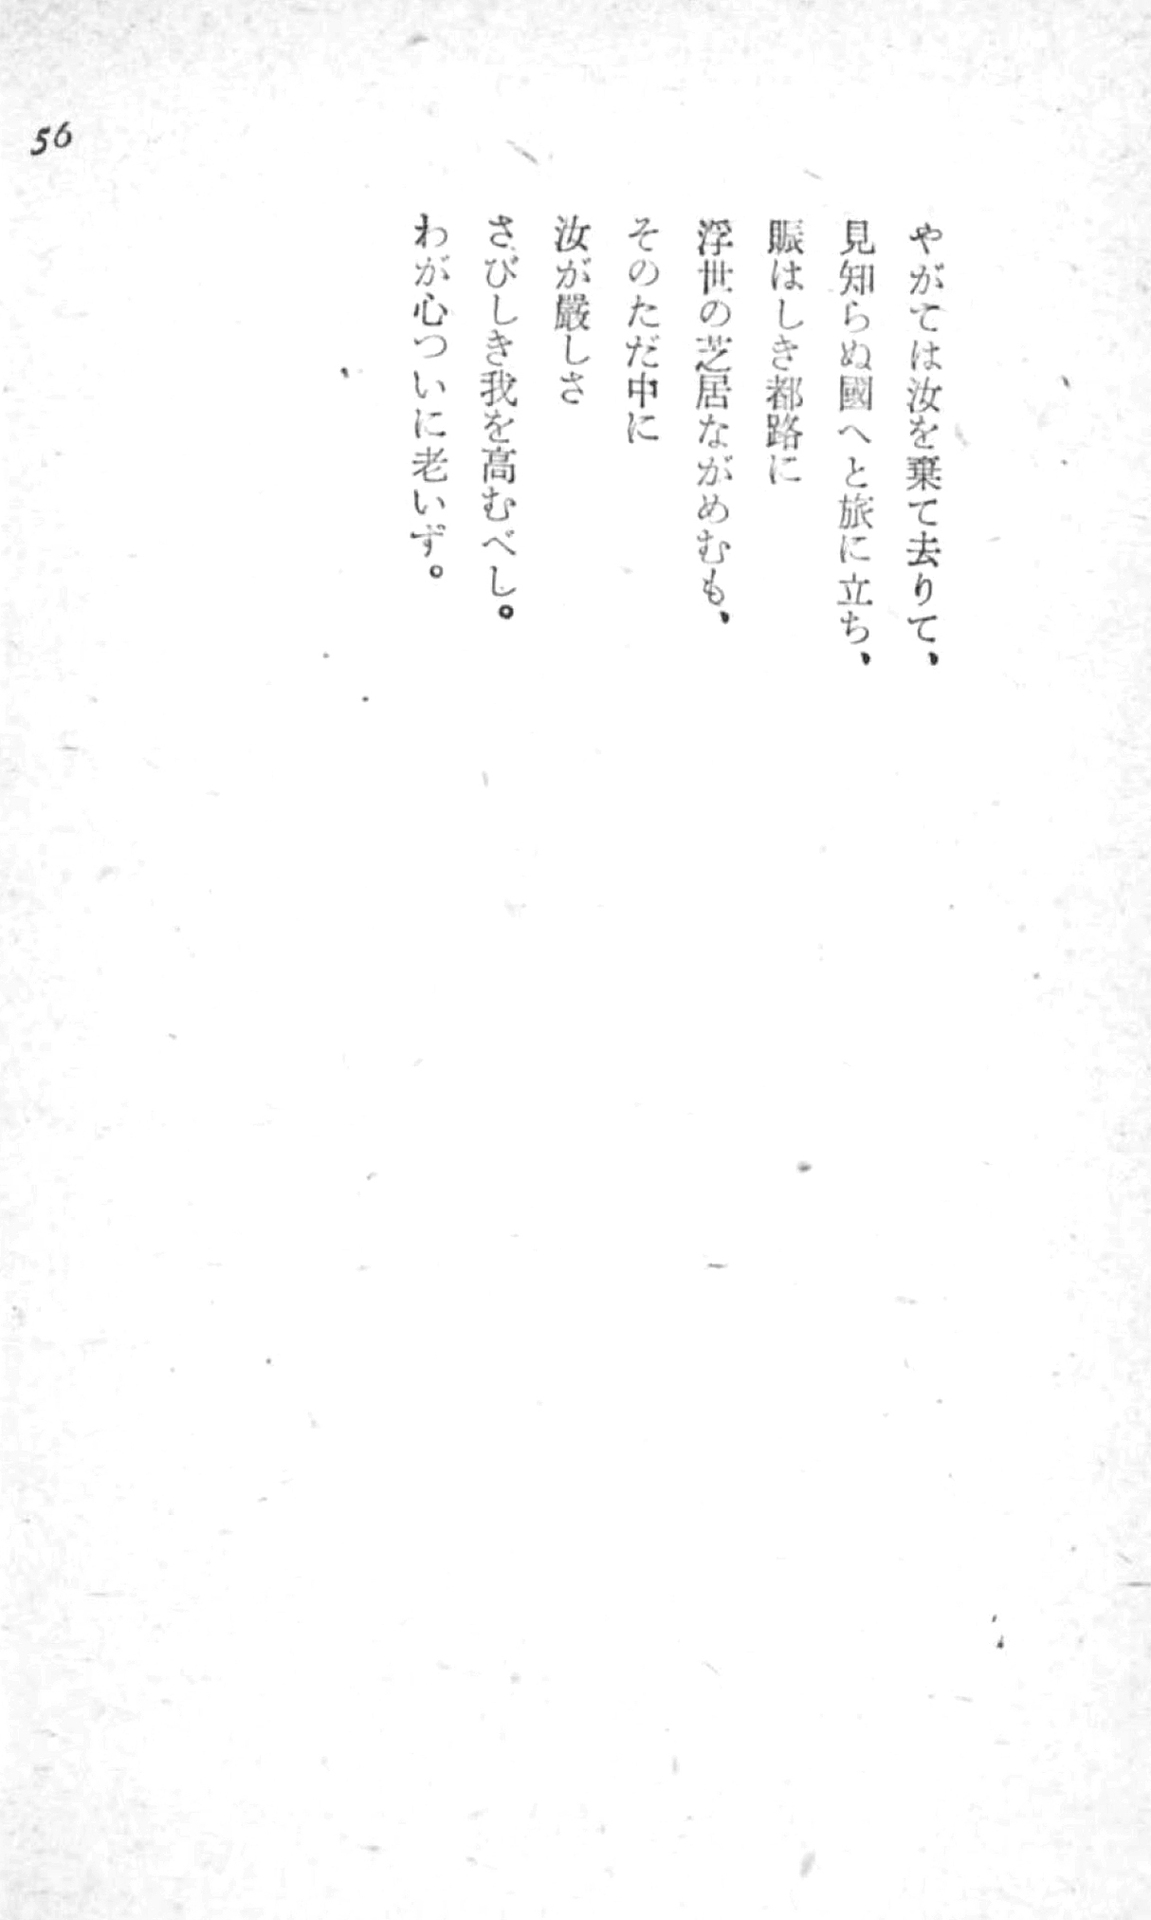 56
やがては汝を棄て去りて、
見知らぬ國へと旅に立ち、
賑はしき都路に
浮世の芝居ながめむも、
そのただ中に
汝が嚴しさ
さびしき我を高むべし。
わが心ついに老いず。